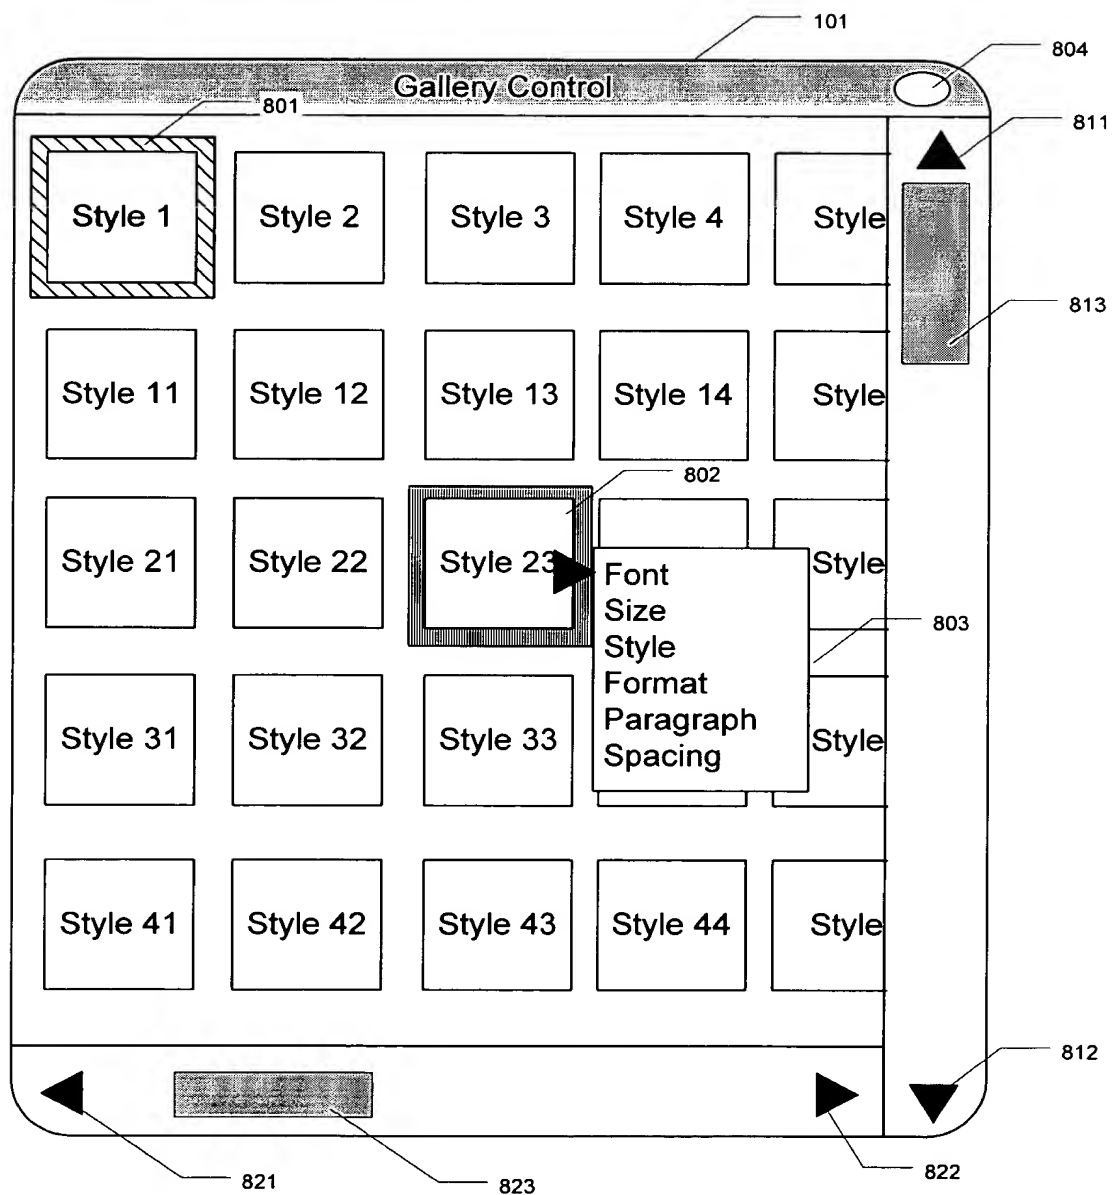 101
804
Gallery Control
801
811
Style 1 Style 2 Style 3 Style 4 Style
813
Style 11 Style 12 Style 13 Style 14 Style
802
Style 21 Style 22 Style 23 Style
Font
Size
Style
Format
Paragraph
Spacing
803
Style 31 Style 32 Style 33 Style
Style 41 Style 42 Style 43 Style 44 Style
812
821
823
822